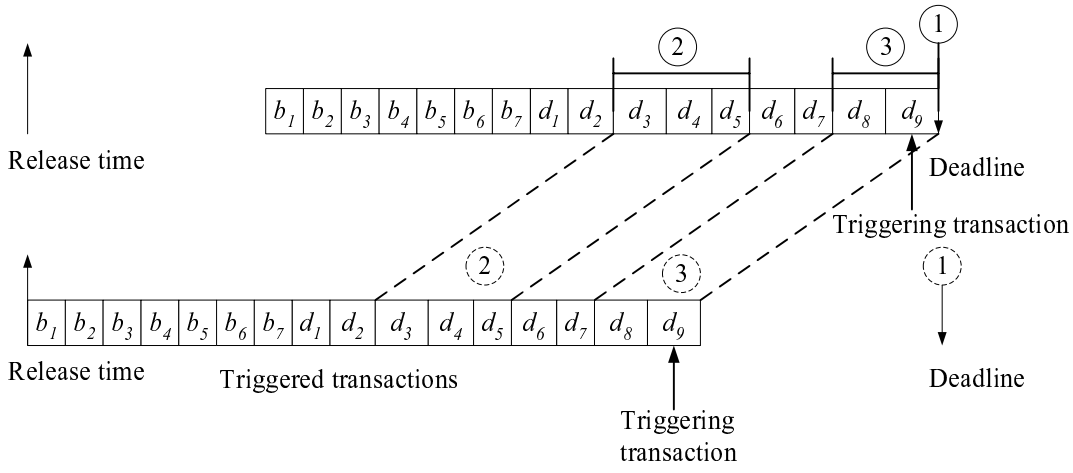 1
2 3
b1 b2 b3 b4 b5 b6 b7 d1 d2 d3 d4 d5 d6 d7 d8 d9
Release time Deadline
Triggering transaction
2 3 1
b1 b2 b3 b4 b5 b6 b7 d1 d2 d3 d4 d5 d6 d7 d8 d9
Release time Triggered transactions Deadline
Triggering
transaction